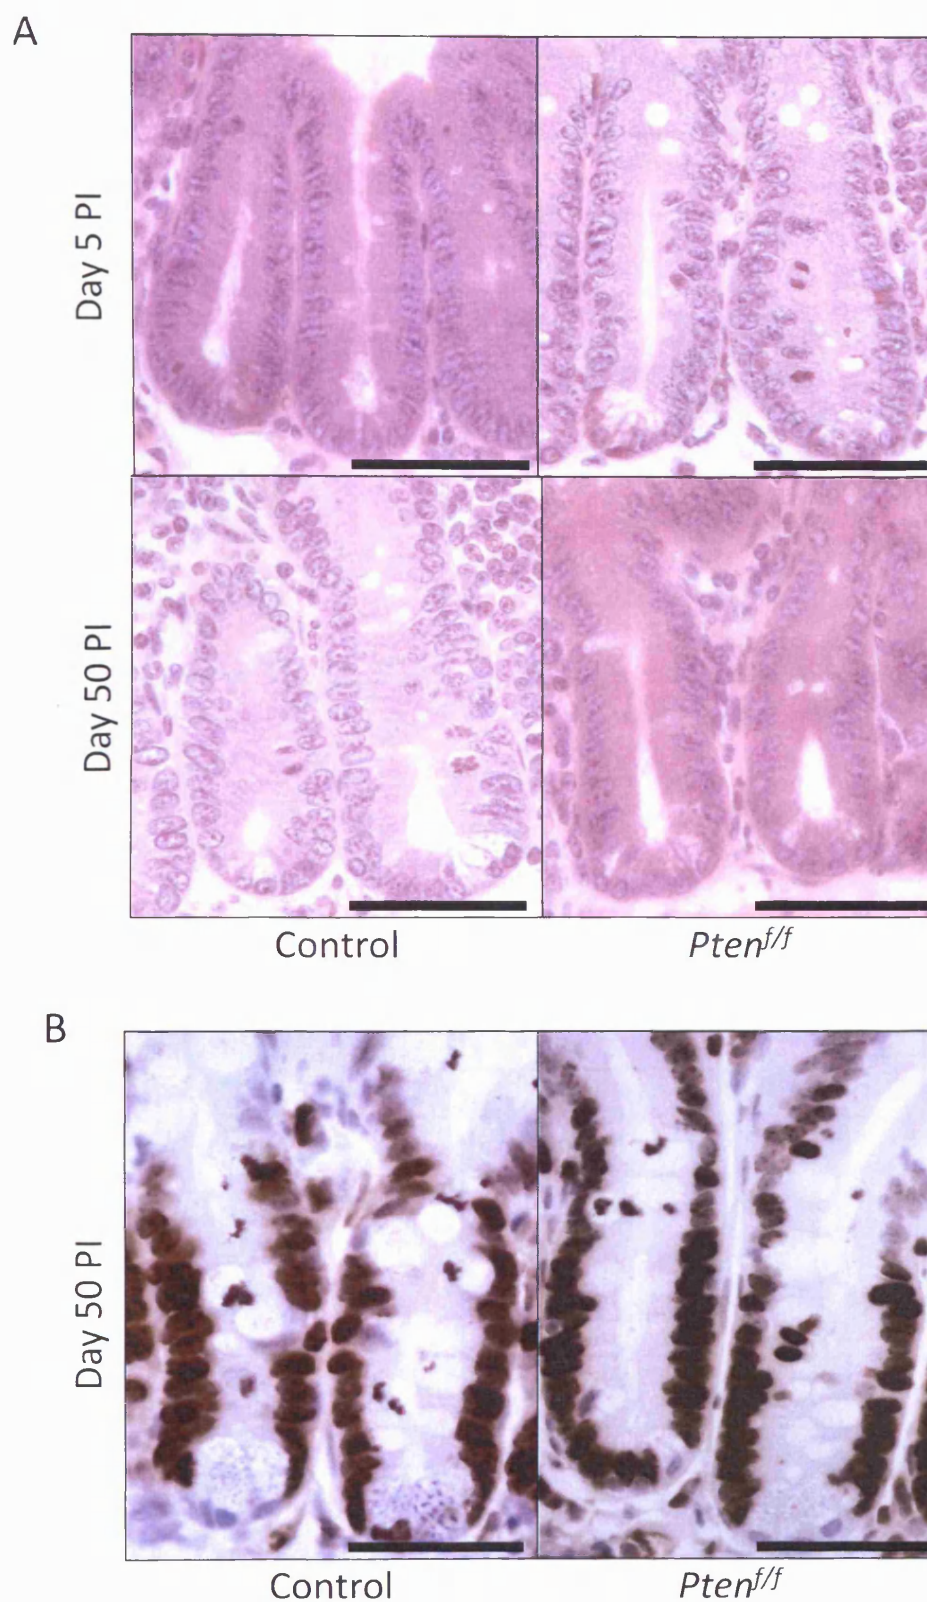 A
Day 5 PI
Day 50 PI
Control
Pten^f/f
B
Day 50 PI
Control
Pten^f/f